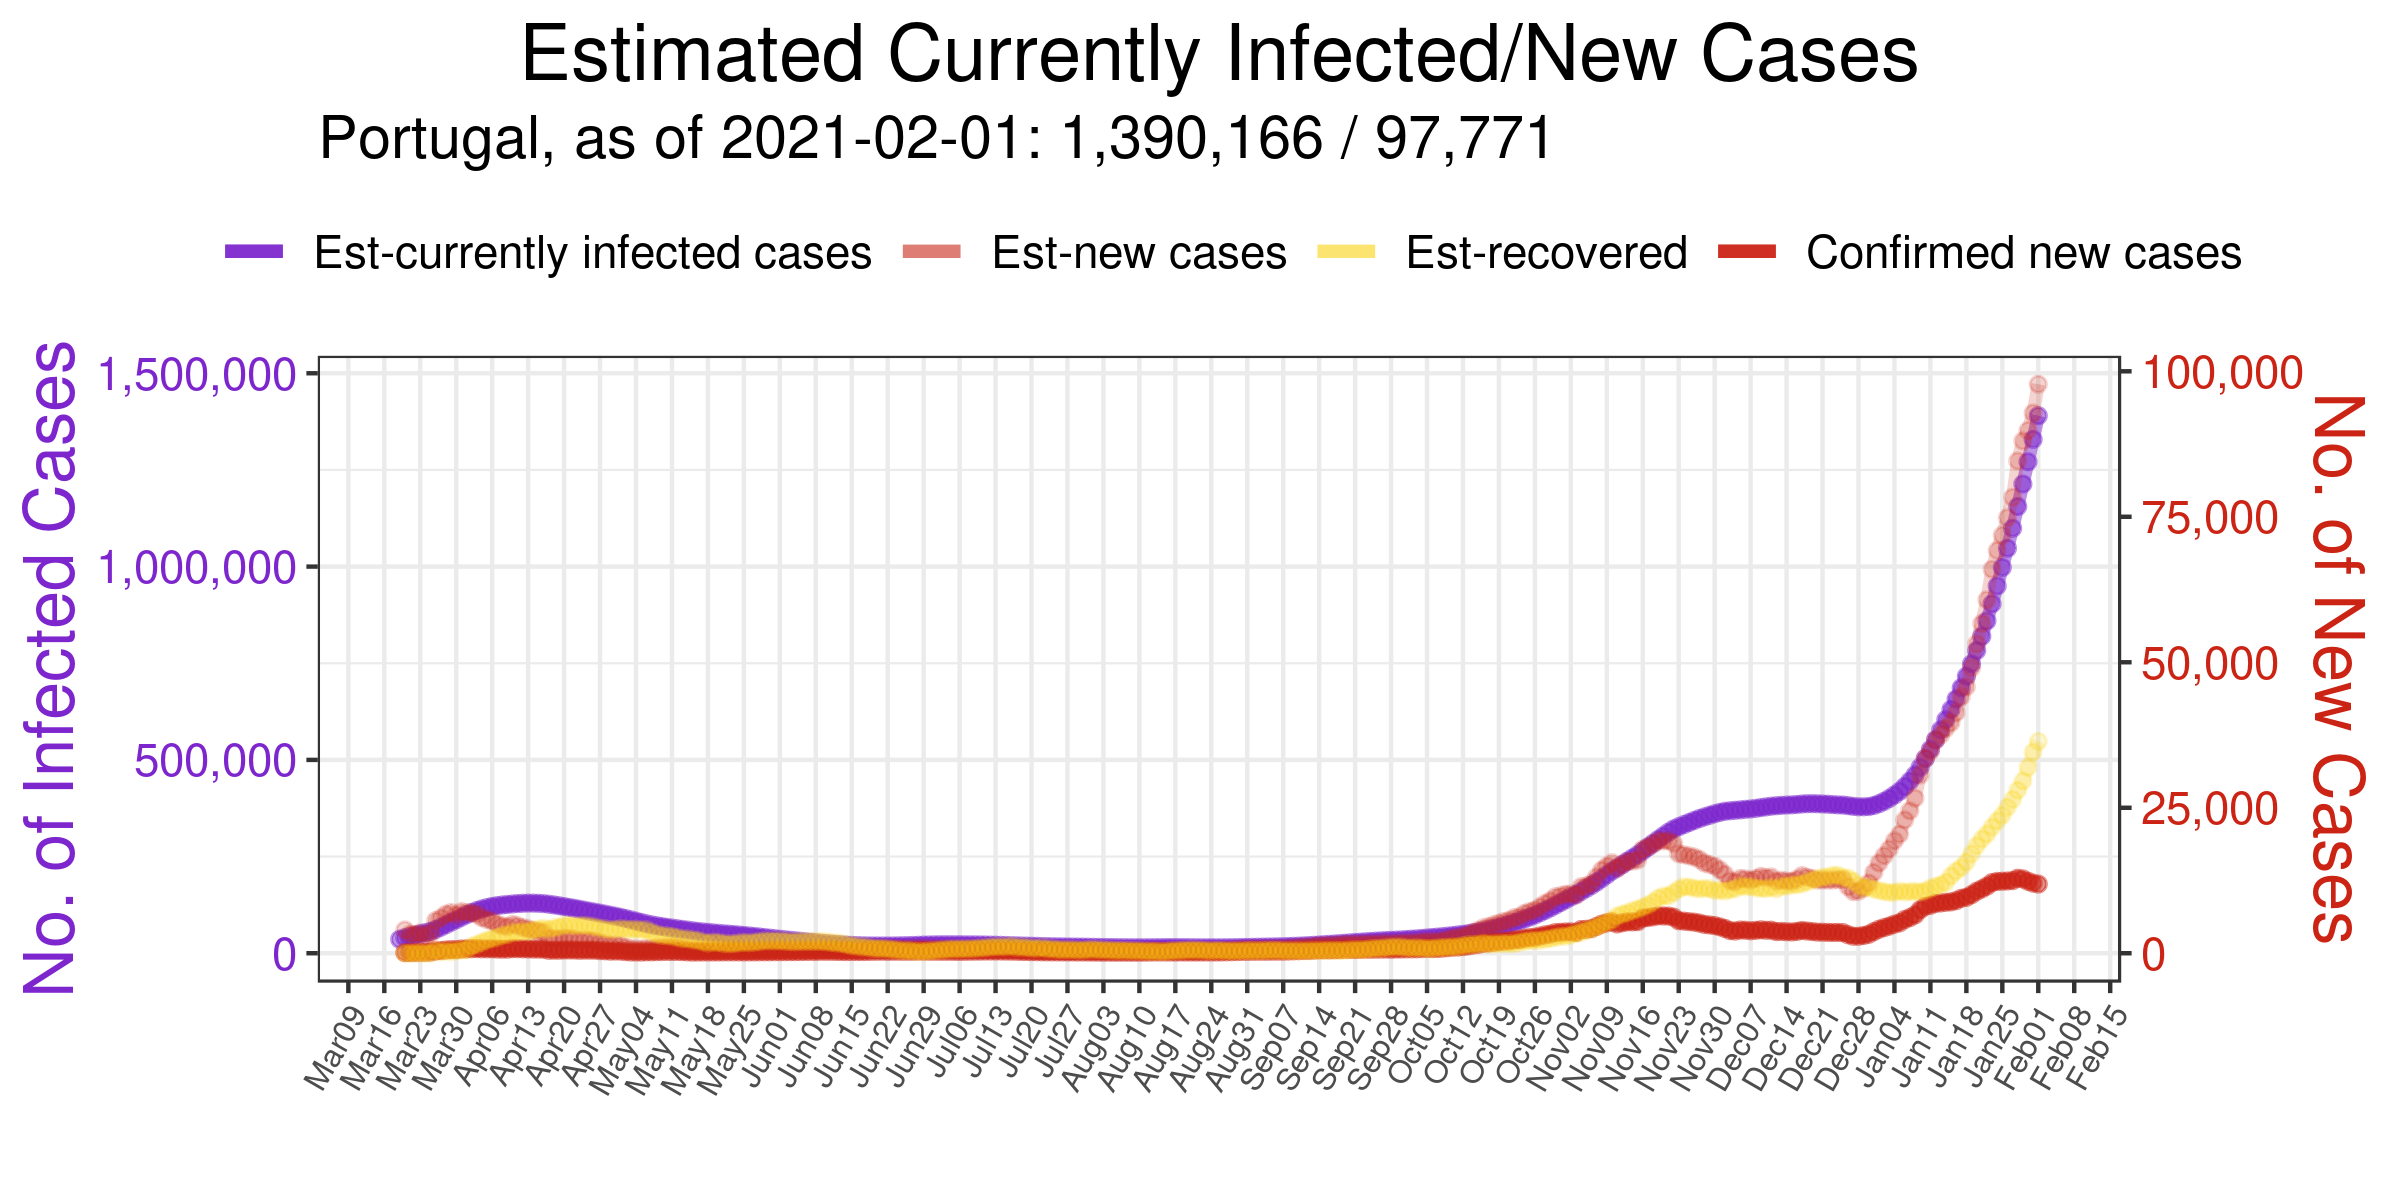 Estimated Currently Infected/New Cases
Portugal, as of 2021-02-01: 1,390,166 / 97,771
Est-currently infected cases Est-new cases Est-recovered Confirmed new cases
No. of Infected Cases
1,500,000
1,000,000
500,000
0
100,000
75,000
50,000
25,000
0
No. of New Cases
Mar09 Mar16 Mar23 Mar30 Apr06 Apr13 Apr20 Apr27 May04 May11 May18 May25 Jun01 Jun08 Jun15 Jun22 Jun29 Jul06 Jul13 Jul20 Jul27 Aug03 Aug10 Aug17 Aug24 Aug31 Sep07 Sep14 Sep21 Sep28 Oct05 Oct12 Oct19 Oct26 Nov02 Nov09 Nov16 Nov23 Nov30 Dec07 Dec14 Dec21 Dec28 Jan04 Jan11 Jan18 Jan25 Feb01 Feb08 Feb15